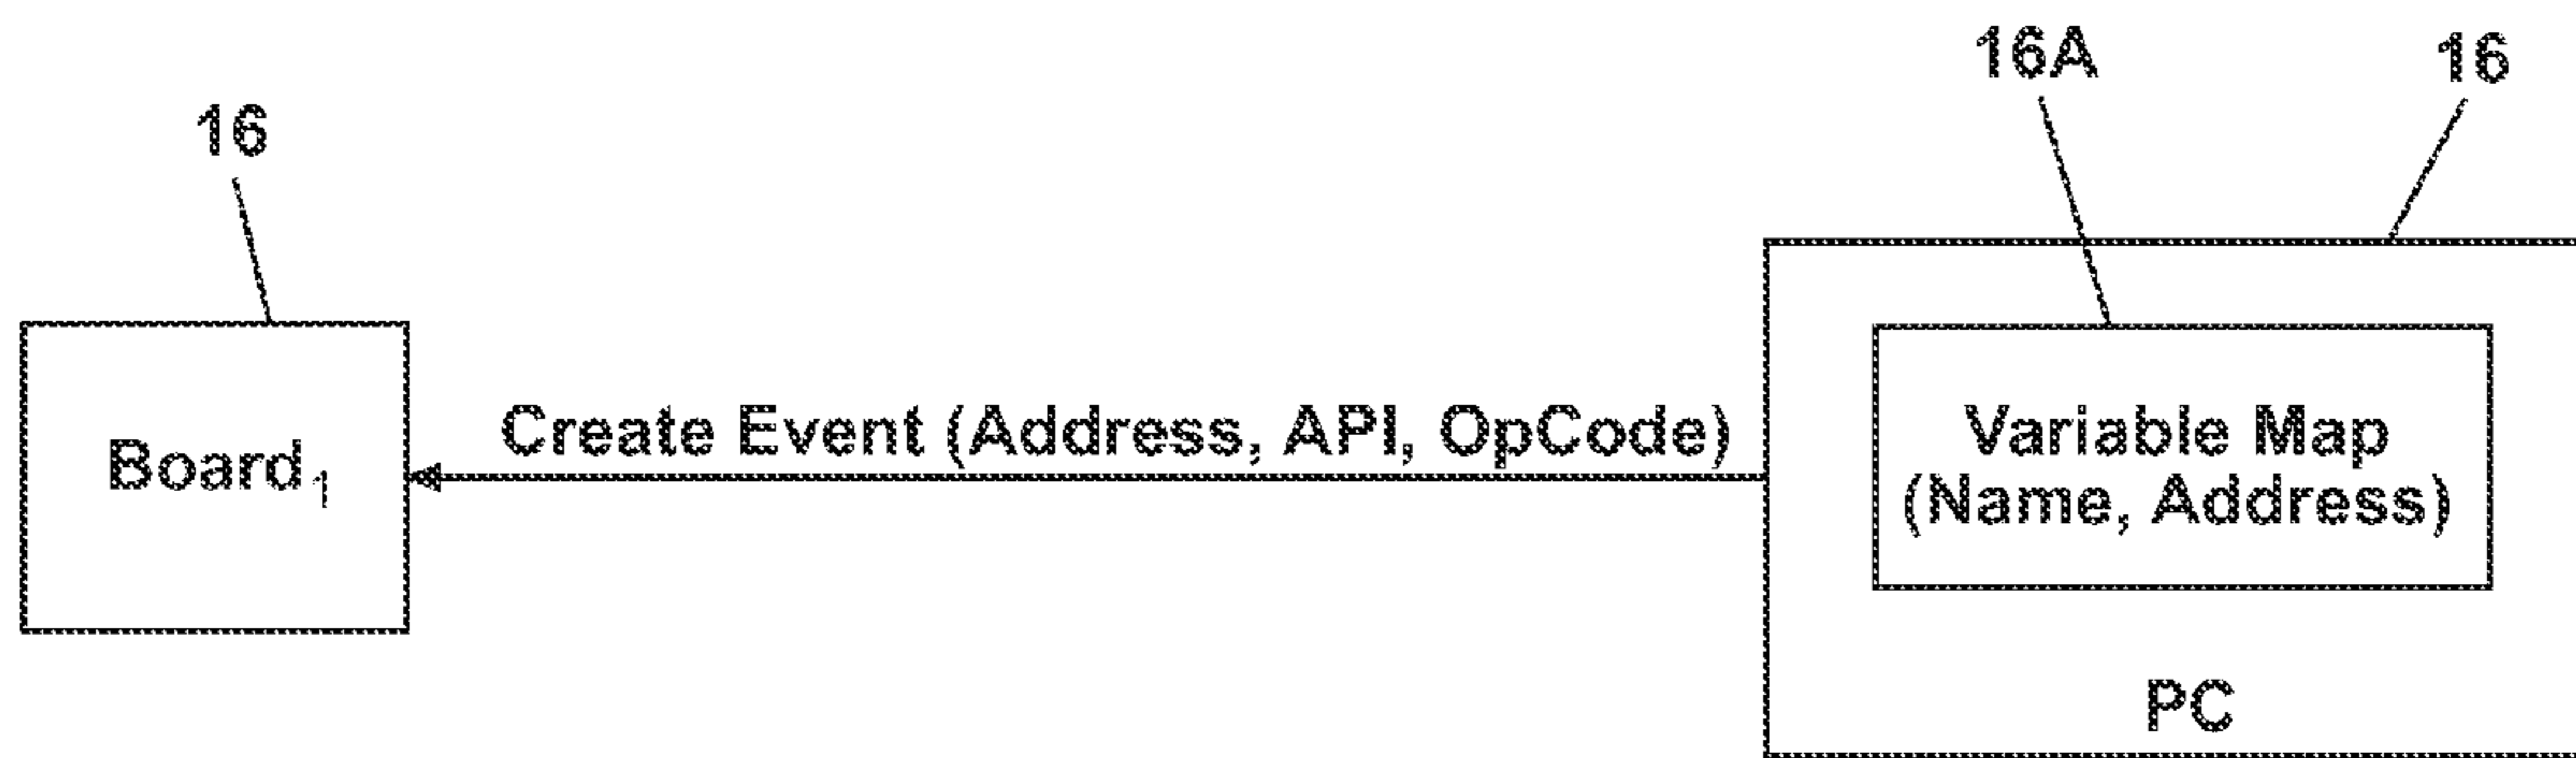 16A
16
16
Create Event (Address, API, OpCode)
Board1
Variable Map
(Name, Address)
PC